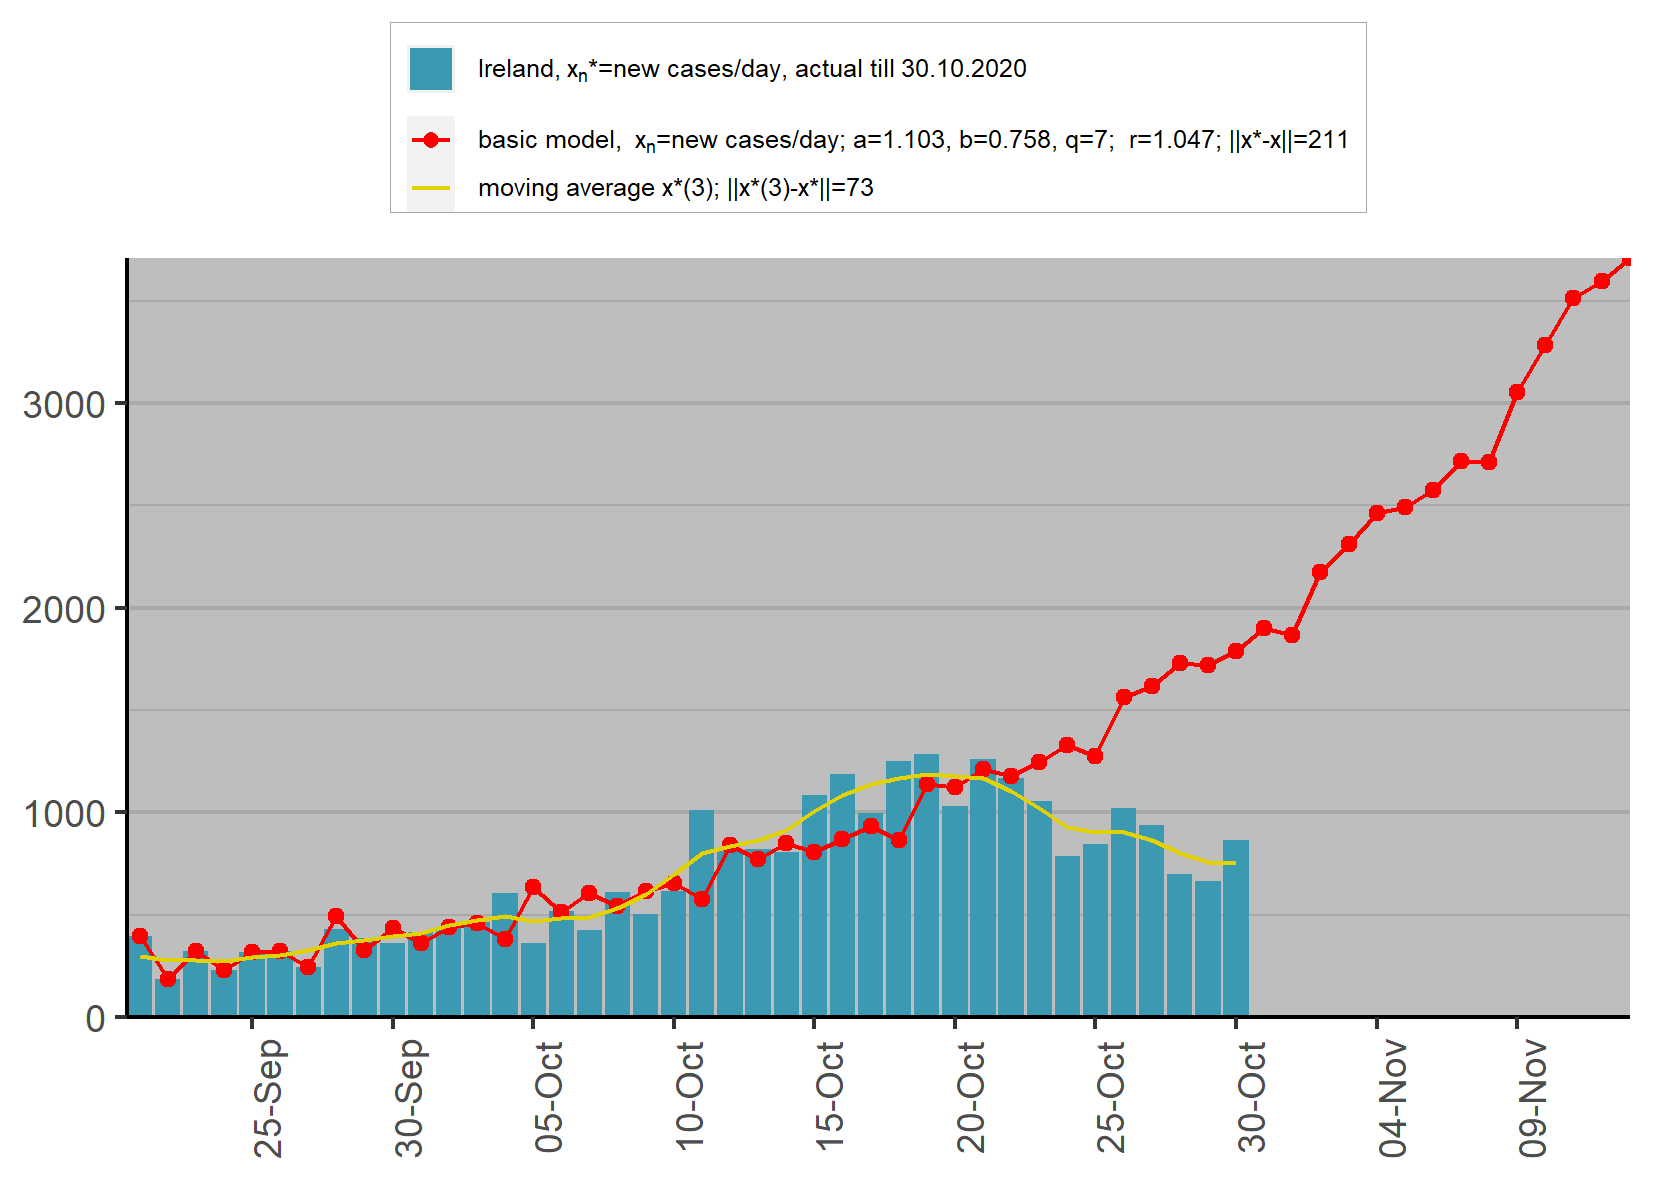 Ireland, xₙ*=new cases/day, actual till 30.10.2020
basic model,  xₙ=new cases/day; a=1.103, b=0.758, q=7;  r=1.047; ||x*-x||=211
moving average x*(3); ||x*(3)-x*||=73
3000
2000
1000
0
25-Sep
30-Sep
05-Oct
10-Oct
15-Oct
20-Oct
25-Oct
30-Oct
04-Nov
09-Nov